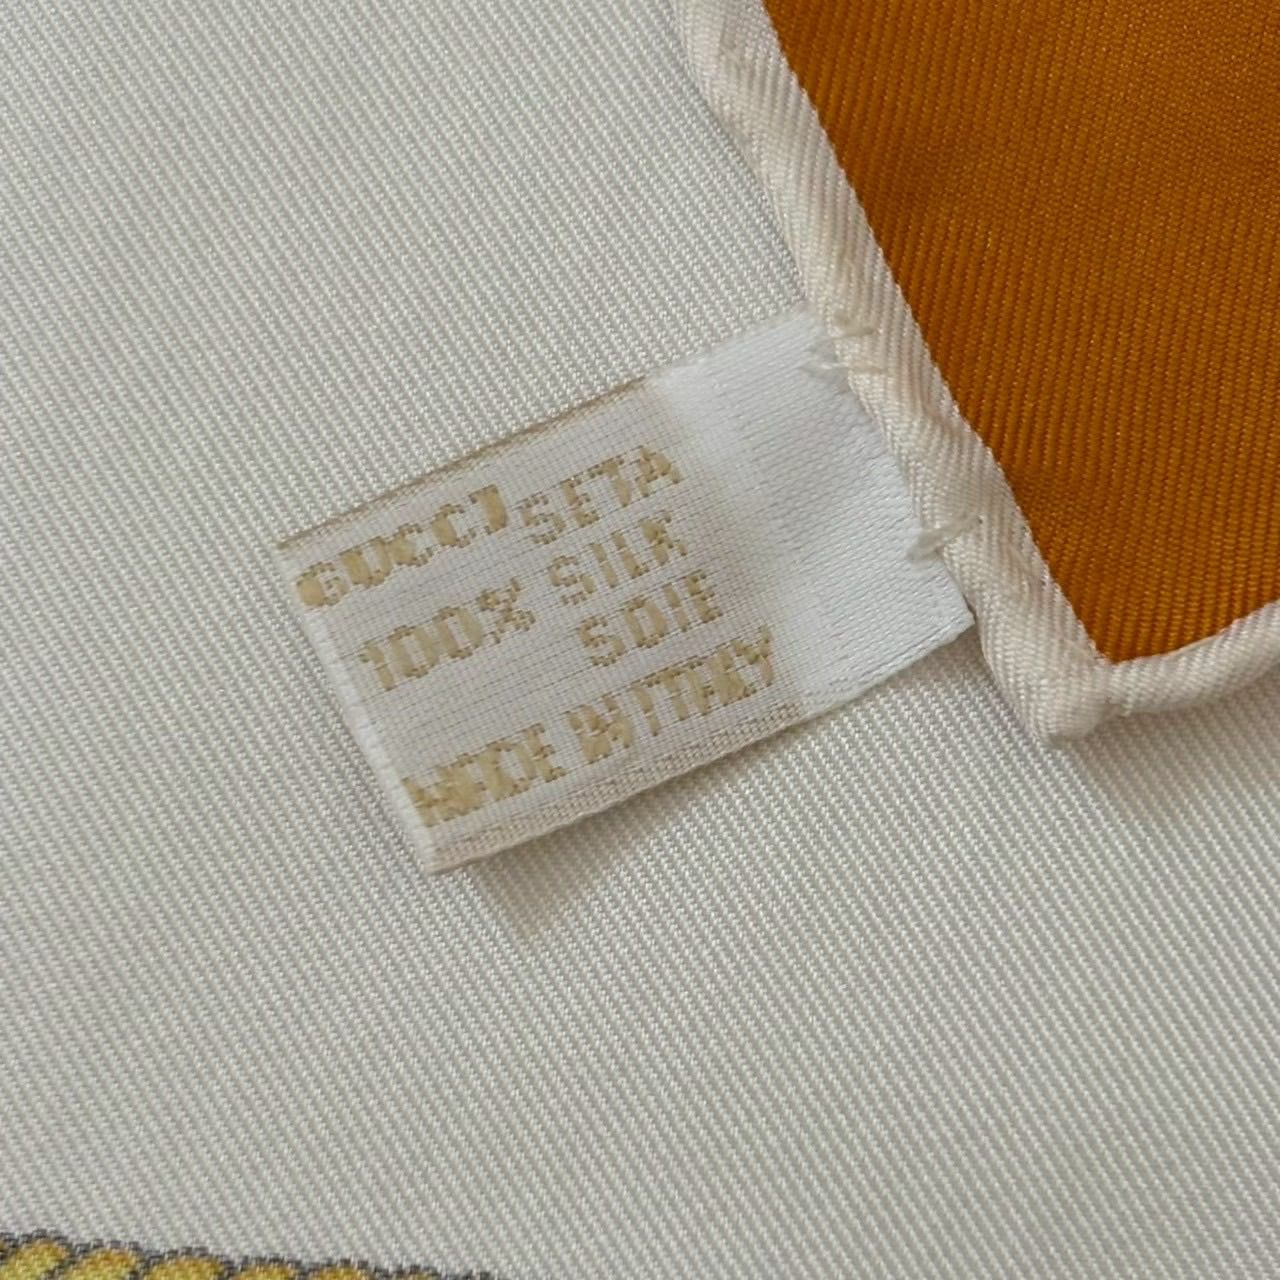 GUCCI SETA
100% SILK
SOIE
MADE IN ITALY